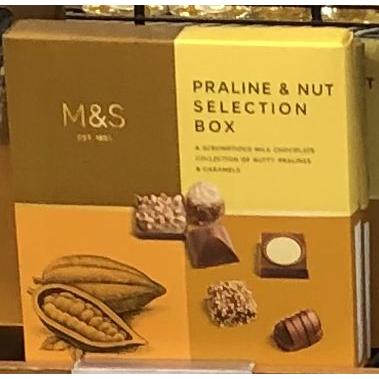 M&S
EST. 1884
PRALINE & NUT
SELECTION
BOX
A SCRUMPTIOUS MILK CHOCOLATE
COLLECTION OF NUTTY PRALINES
& CARAMELS
T